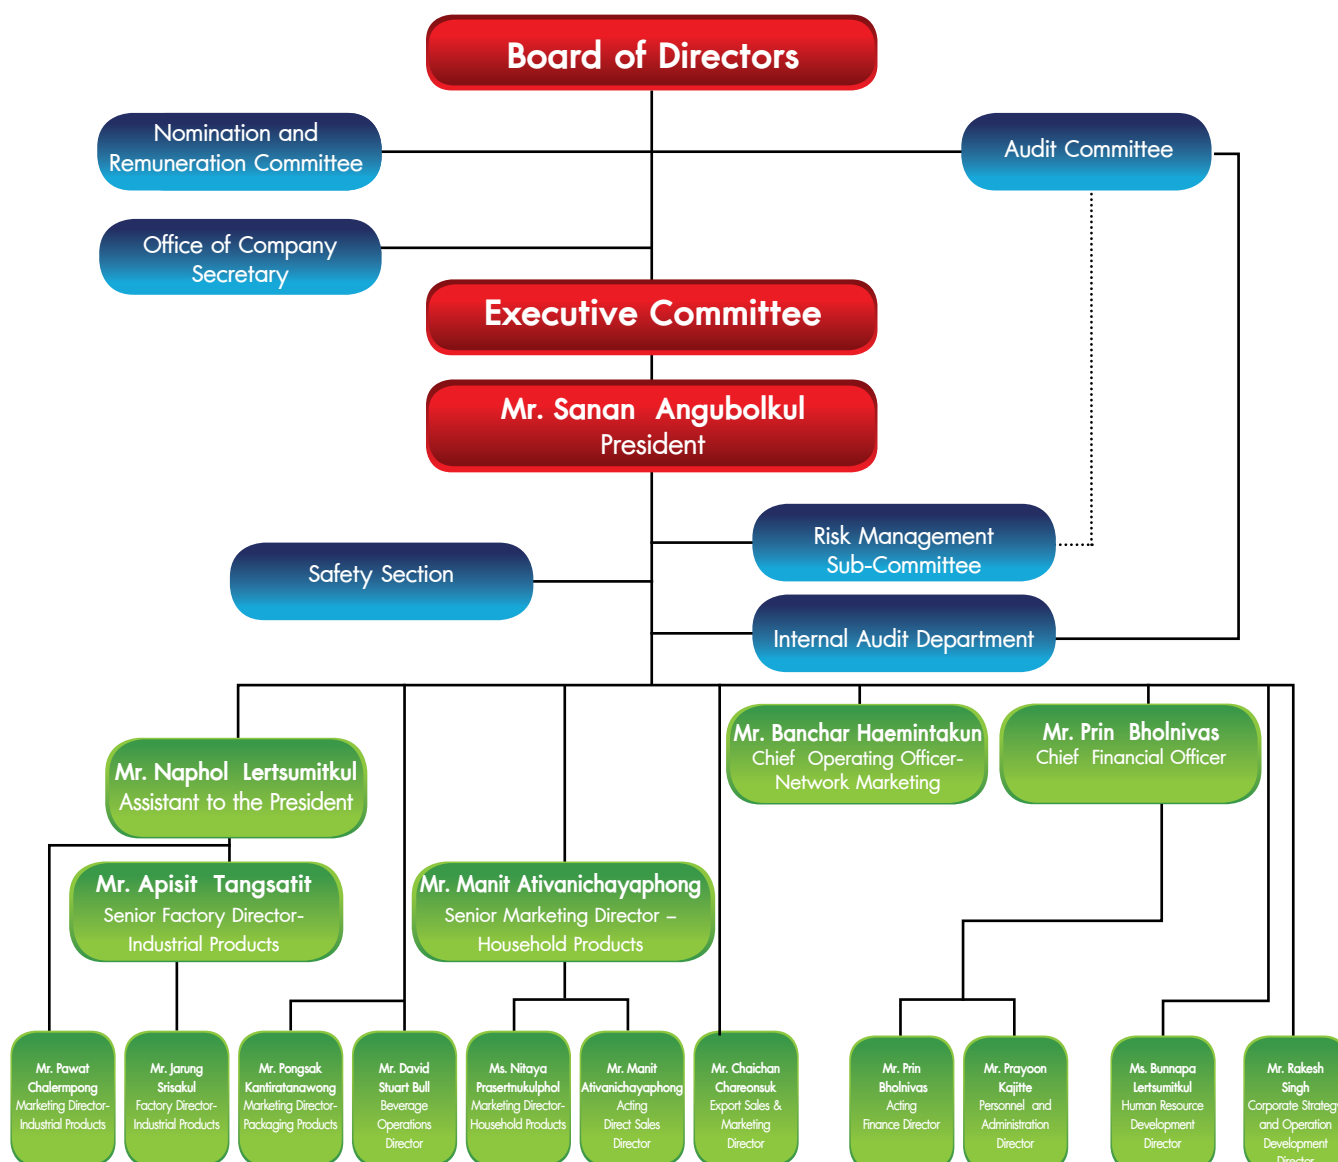 Board of Directors
Nomination and
Remuneration Committee
Audit Committee
Office of Company
Secretary
Executive Committee
Mr. Sanan Angubolkul
President
Risk Management
Sub-Committee
Safety Section
Internal Audit Department
Mr. Banchar Haemintakun
Chief Operating Officer-
Network Marketing
Mr. Prin Bholnivas
Chief Financial Officer
Mr. Naphol Lertsumitkul
Assistant to the President
Mr. Apisit Tangsatit
Senior Factory Director-
Industrial Products
Mr. Manit Ativanichayaphong
Senior Marketing Director –
Household Products
Mr. Pawat
Chalermpong
Marketing Director-
Industrial Products
Mr. Jarung
Srisakul
Factory Director-
Industrial Products
Mr. Pongsak
Kantiratanawong
Marketing Director-
Packaging Products
Mr. David
Stuart Bull
Beverage
Operations
Director
Ms. Nitaya
Prasertnukulphol
Marketing Director-
Household Products
Mr. Manit
Ativanichayaphong
Acting
Direct Sales
Director
Mr. Chaichan
Chareonsuk
Export Sales &
Marketing
Director
Mr. Prin
Bholnivas
Acting
Finance Director
Mr. Prayoon
Kajitte
Personnel and
Administration
Director
Ms. Bunnapa
Lertsumitkul
Human Resource
Development
Director
Mr. Rakesh
Singh
Corporate Strategy
and Operation
Development
Director